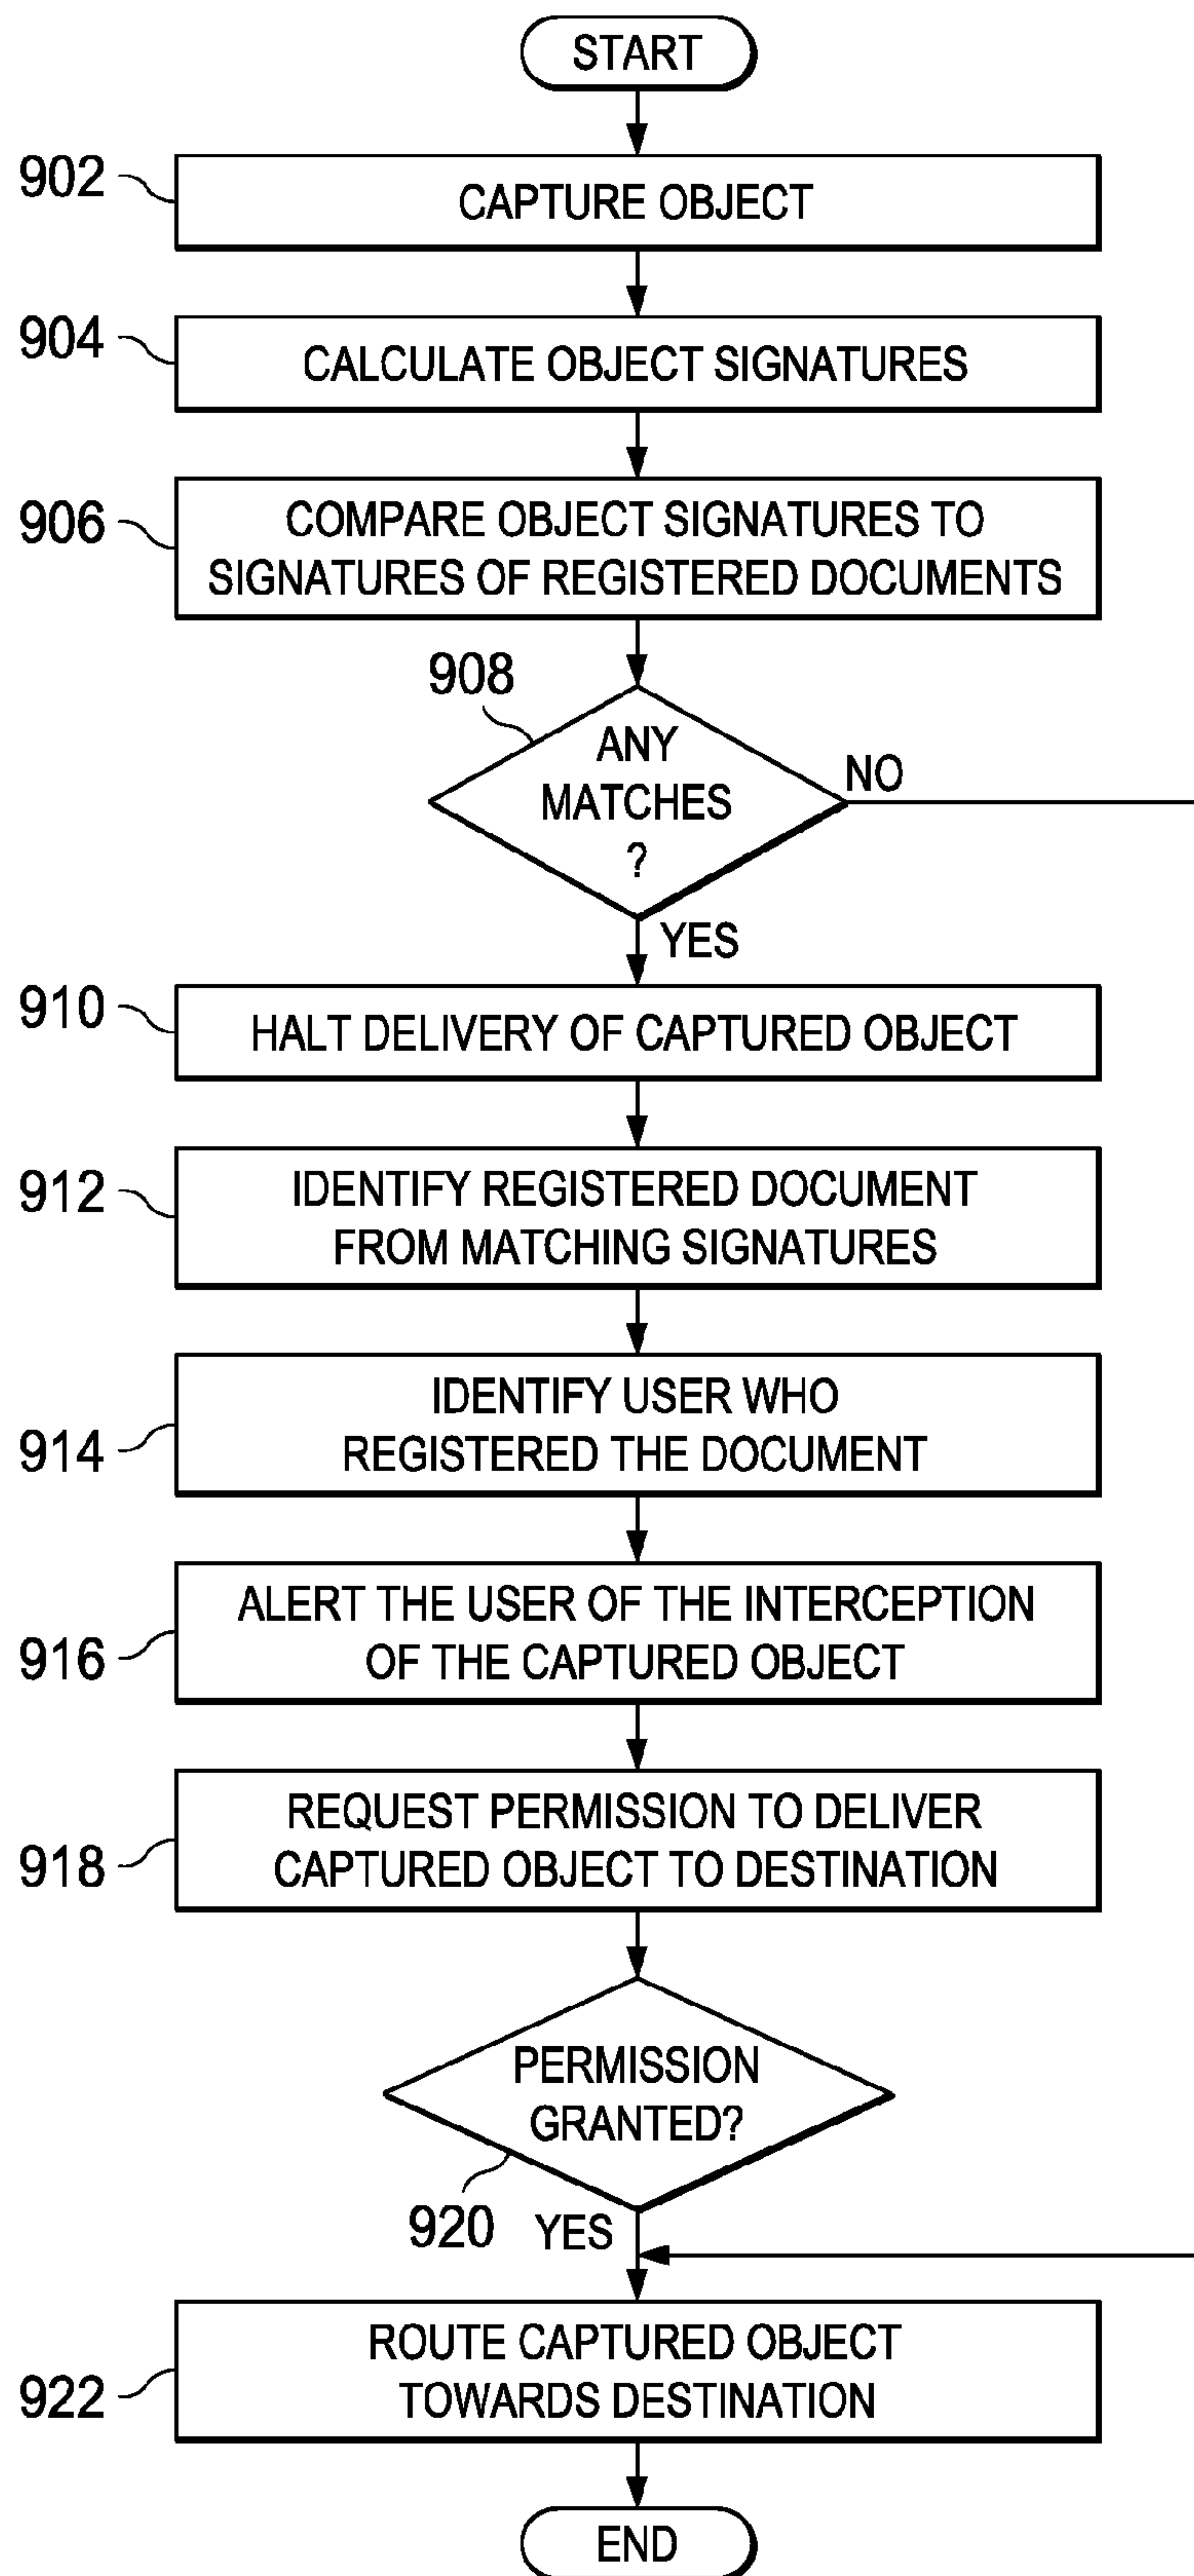 START
902
CAPTURE OBJECT
904
CALCULATE OBJECT SIGNATURES
906
COMPARE OBJECT SIGNATURES TO
SIGNATURES OF REGISTERED DOCUMENTS
908
ANY
MATCHES
?
NO
YES
910
HALT DELIVERY OF CAPTURED OBJECT
912
IDENTIFY REGISTERED DOCUMENT
FROM MATCHING SIGNATURES
914
IDENTIFY USER WHO
REGISTERED THE DOCUMENT
916
ALERT THE USER OF THE INTERCEPTION
OF THE CAPTURED OBJECT
918
REQUEST PERMISSION TO DELIVER
CAPTURED OBJECT TO DESTINATION
PERMISSION
GRANTED?
920
YES
922
ROUTE CAPTURED OBJECT
TOWARDS DESTINATION
END